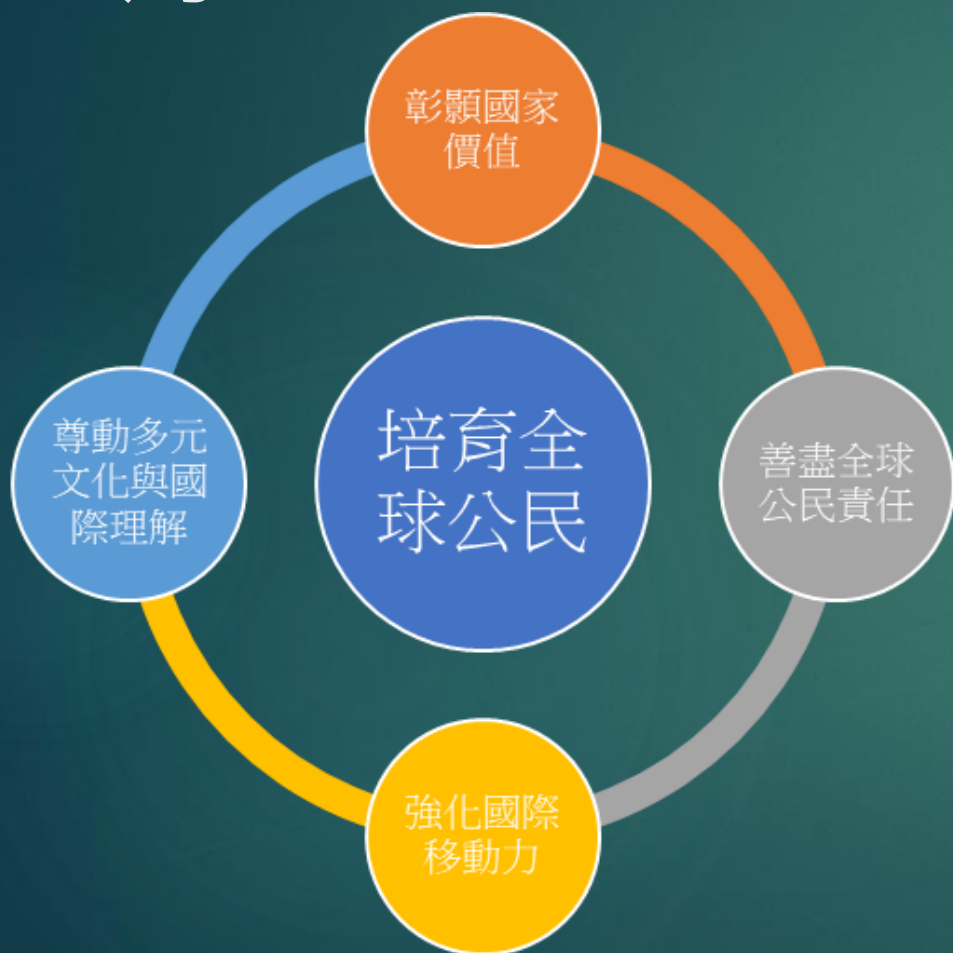 彰顯國家
價值
尊動多元
文化與國
際理解
培育全
球公民
善盡全球
公民責任
強化國際
移動力